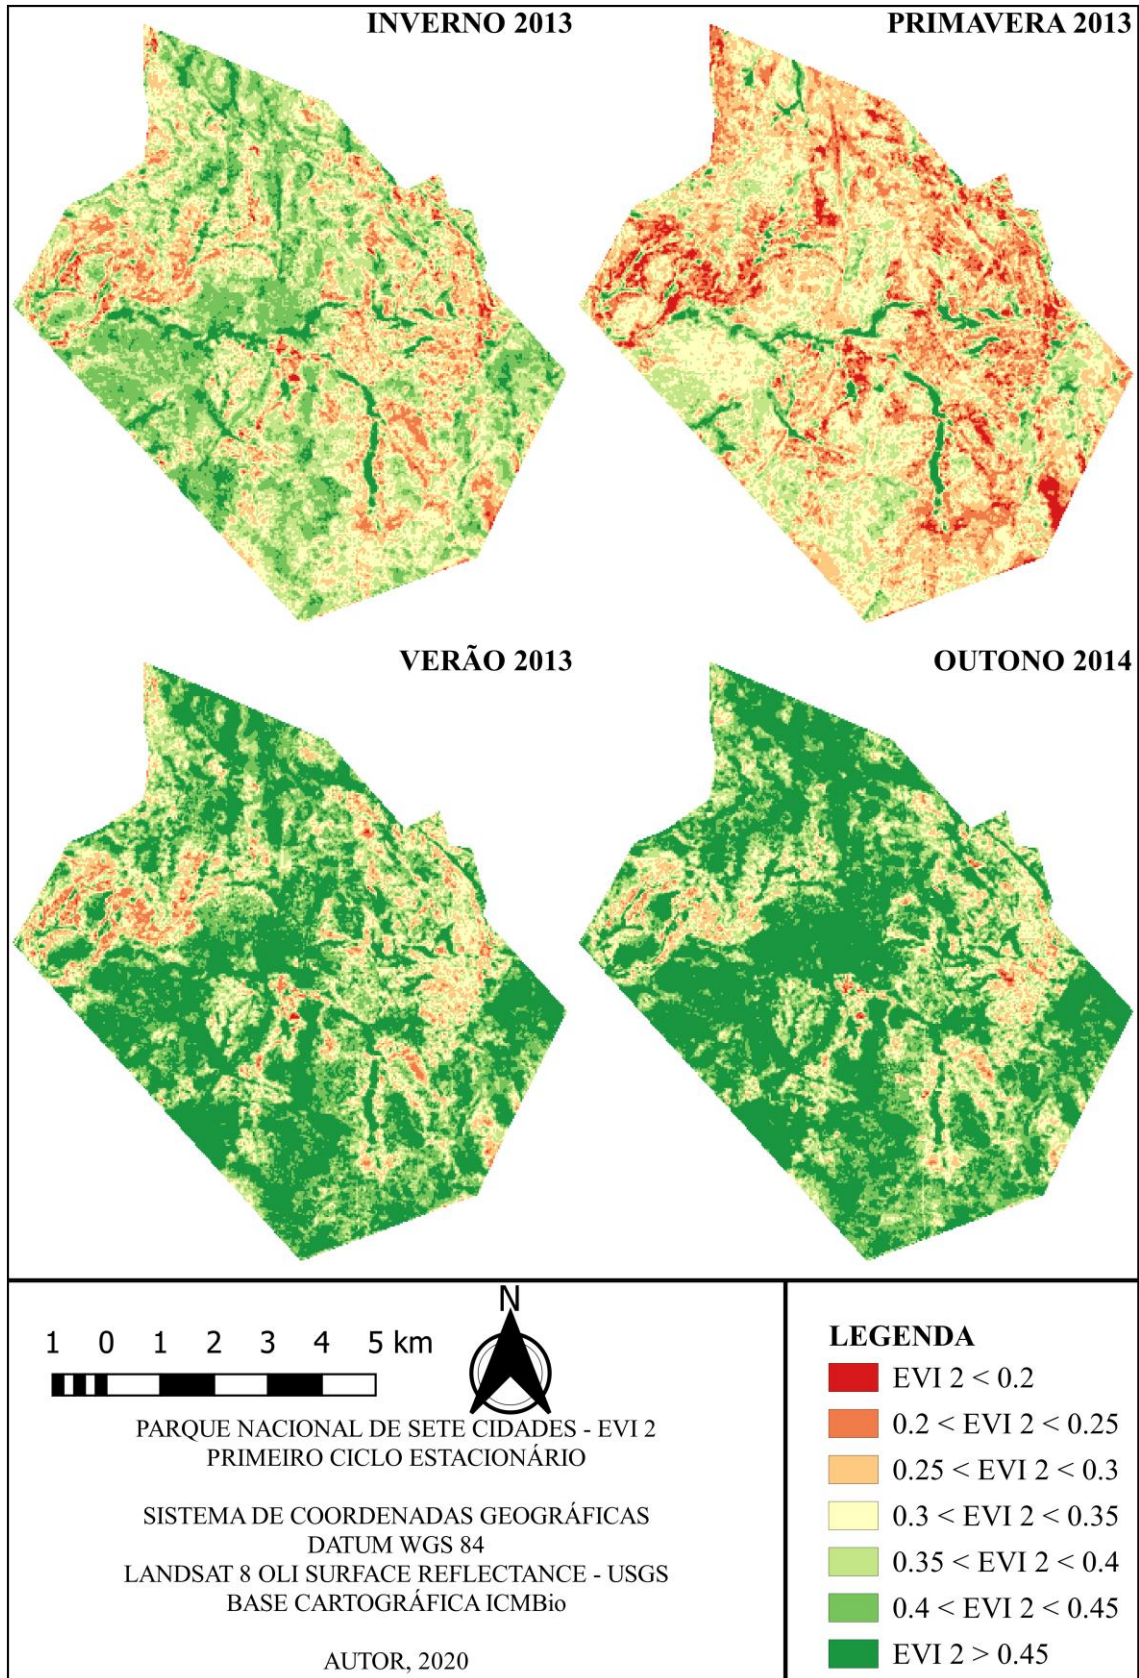 INVERNO 2013
PRIMAVERA 2013
VERÃO 2013
OUTONO 2014
1 0 1 2 3 4 5 km
N
PARQUE NACIONAL DE SETE CIDADES - EVI 2
PRIMEIRO CICLO ESTACIONÁRIO
SISTEMA DE COORDENADAS GEOGRÁFICAS
DATUM WGS 84
LANDSAT 8 OLI SURFACE REFLECTANCE - USGS
BASE CARTOGRÁFICA ICMBio
AUTOR, 2020
LEGENDA
EVI 2 < 0.2
0.2 < EVI 2 < 0.25
0.25 < EVI 2 < 0.3
0.3 < EVI 2 < 0.35
0.35 < EVI 2 < 0.4
0.4 < EVI 2 < 0.45
EVI 2 > 0.45